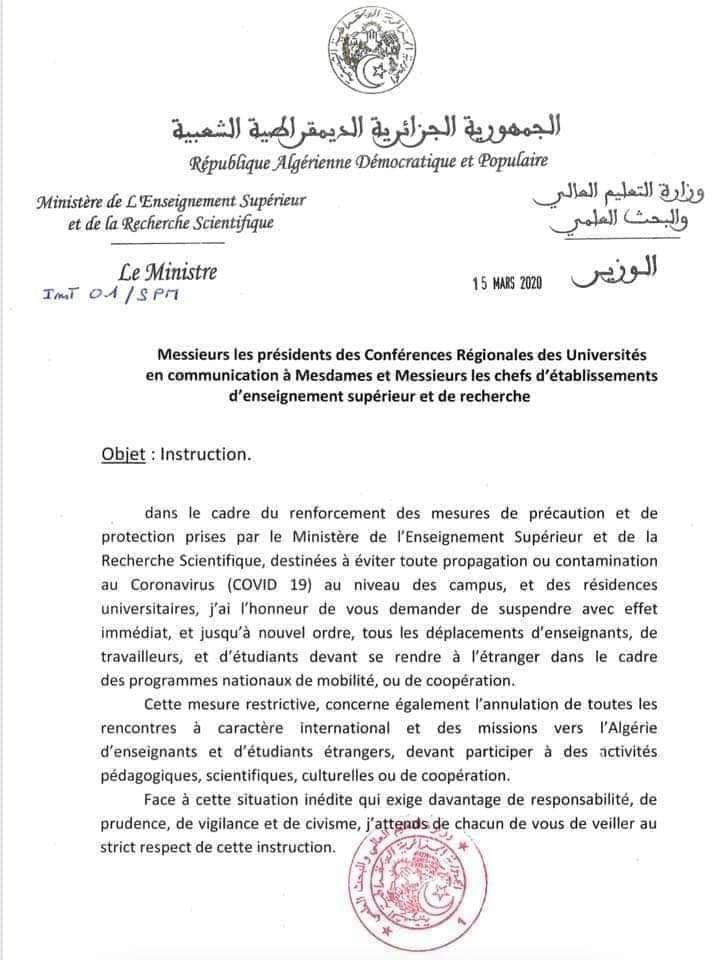 الجمهورية الجزائرية الديمقراطية الشعبية
République Algérienne Démocratique et Populaire
Ministère de L'Enseignement Supérieur
et de la Recherche Scientifique
وزارة التعليم العالي
والبحث العلمي
Le Ministre
15 MARS 2020
الوزير
ImT 01/SPM
Messieurs les présidents des Conférences Régionales des Universités
en communication à Mesdames et Messieurs les chefs d'établissements
d'enseignement supérieur et de recherche
Objet : Instruction.
dans le cadre du renforcement des mesures de précaution et de
protection prises par le Ministère de l'Enseignement Supérieur et de la
Recherche Scientifique, destinées à éviter toute propagation ou contamination
au Coronavirus (COVID 19) au niveau des campus, et des résidences
universitaires, j'ai l'honneur de vous demander de suspendre avec effet
immédiat, et jusqu'à nouvel ordre, tous les déplacements d'enseignants, de
travailleurs, et d'étudiants devant se rendre à l'étranger dans le cadre
des programmes nationaux de mobilité, ou de coopération.
Cette mesure restrictive, concerne également l'annulation de toutes les
rencontres à caractère international et des missions vers l'Algérie
d'enseignants et d'étudiants étrangers, devant participer à des activités
pédagogiques, scientifiques, culturelles ou de coopération.
Face à cette situation inédite qui exige davantage de responsabilité, de
prudence, de vigilance et de civisme, j'attends de chacun de vous de veiller au
strict respect de cette instruction.